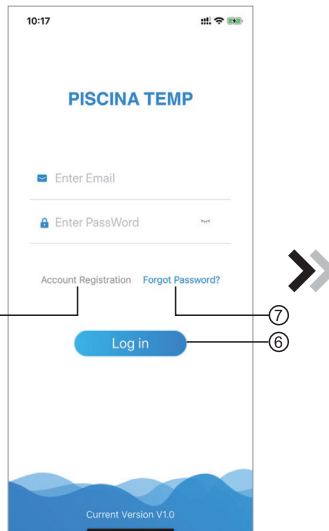 10:17
PISCINA TEMP
Enter Email
Enter PassWord
Account Registration Forgot Password?
⑦
Log in
⑥
Current Version V1.0